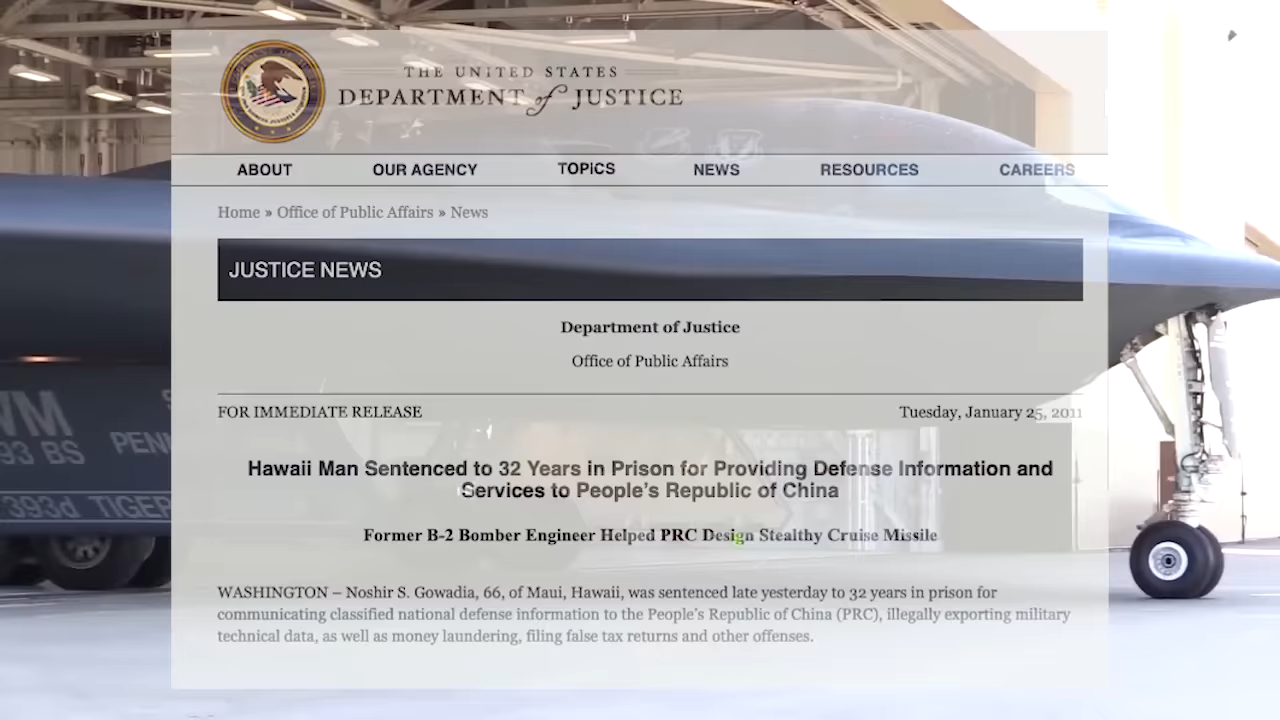 THE UNITED STATES
DEPARTMENT of JUSTICE
ABOUT OUR AGENCY TOPICS NEWS RESOURCES CAREERS
Home » Office of Public Affairs » News
JUSTICE NEWS
Department of Justice
Office of Public Affairs
FOR IMMEDIATE RELEASE Tuesday, January 25, 2011
Hawaii Man Sentenced to 32 Years in Prison for Providing Defense Information and
Services to People's Republic of China
Former B-2 Bomber Engineer Helped PRC Design Stealthy Cruise Missile
WASHINGTON – Noshir S. Gowadia, 66, of Maui, Hawaii, was sentenced late yesterday to 32 years in prison for
communicating classified national defense information to the People's Republic of China (PRC), illegally exporting military
technical data, as well as money laundering, filing false tax returns and other offenses.
WM
93 BS
393d TIGER